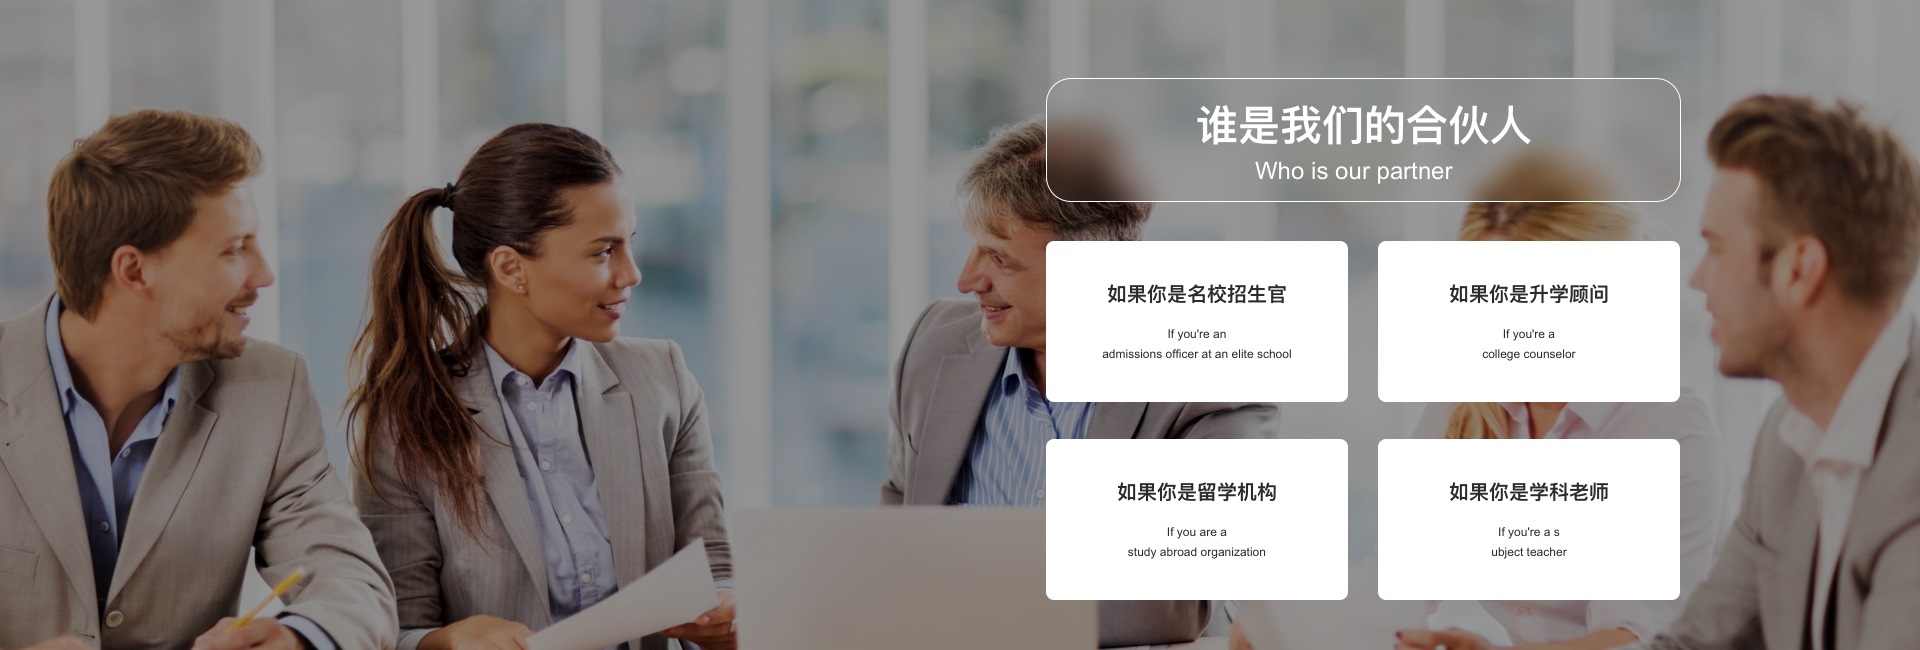 谁是我们的合伙人
Who is our partner
如果你是名校招生官
If you're an
admissions officer at an elite school
如果你是升学顾问
If you're a
college counselor
如果你是留学机构
If you are a
study abroad organization
如果你是学科老师
If you're a s
ubject teacher